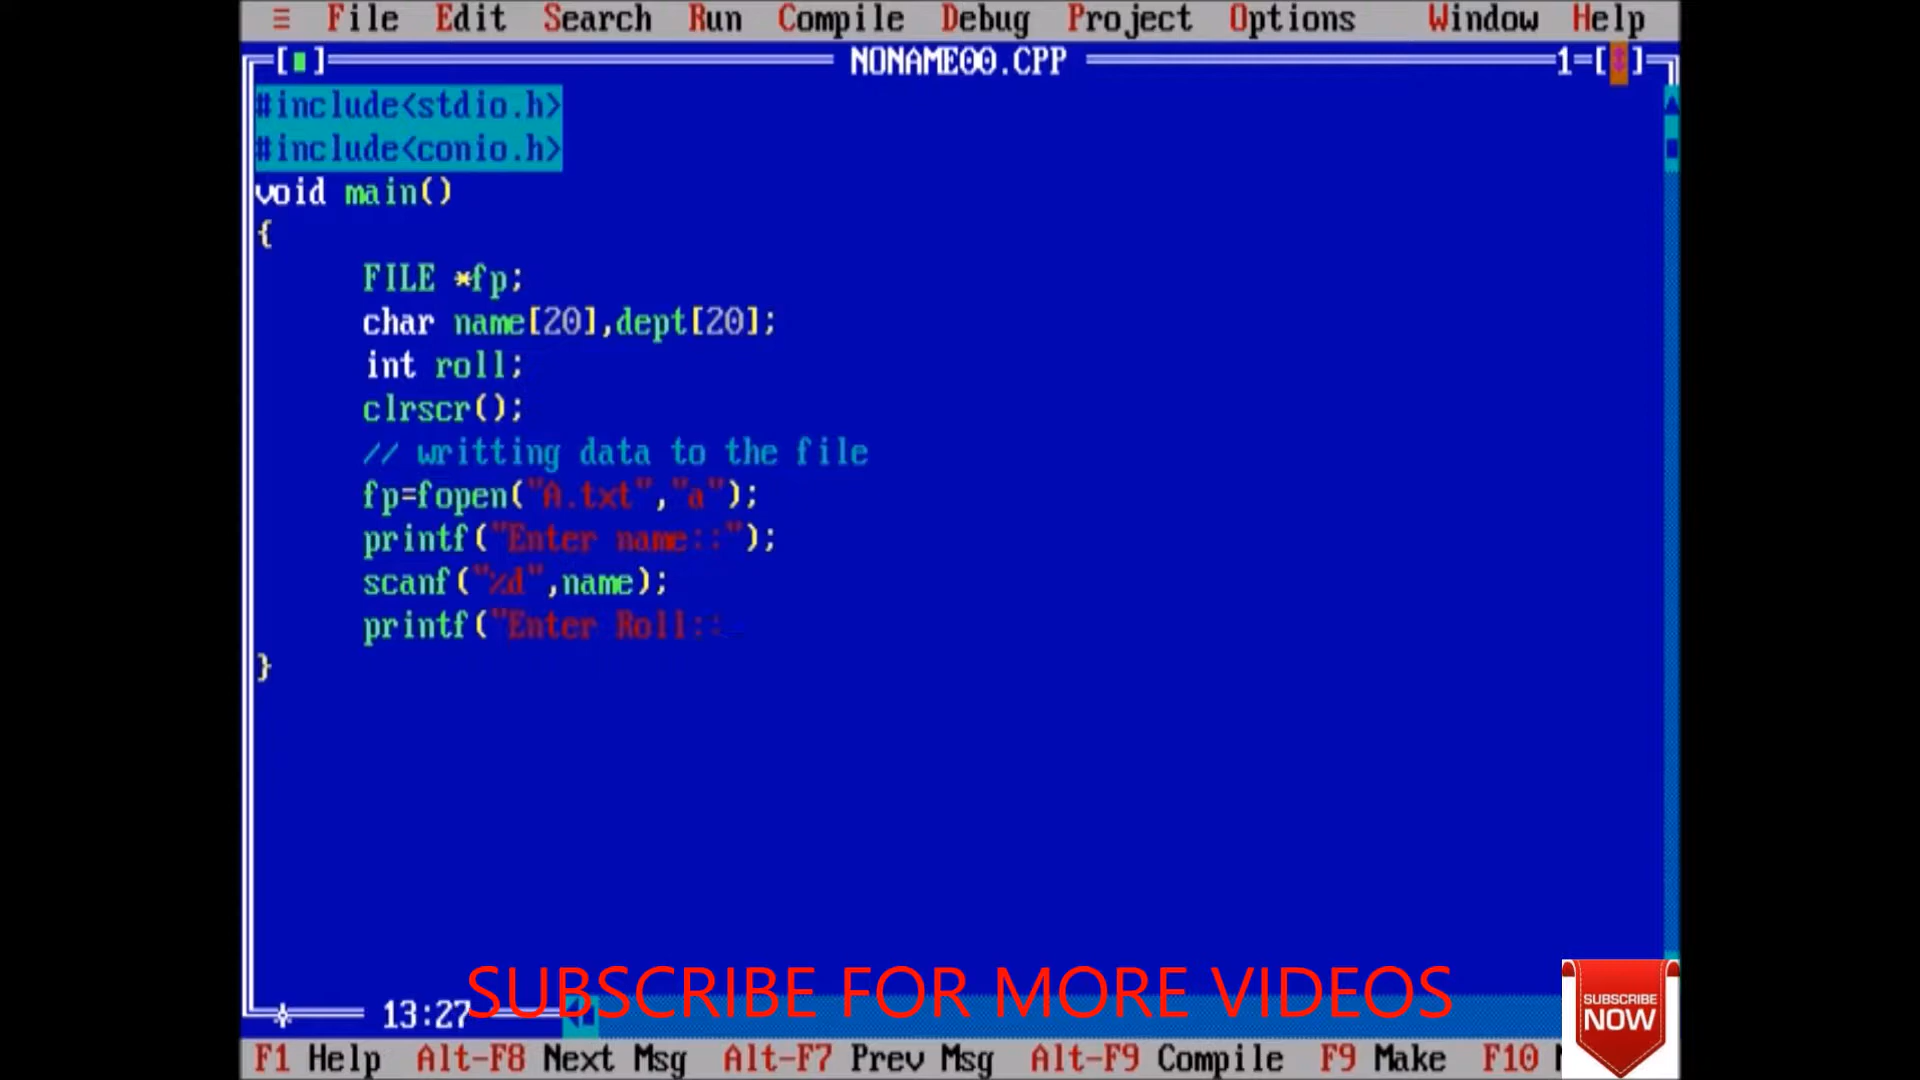 ≡ File Edit Search Run Compile Debug Project Options Window Help
[■] NONAME00.CPP 1=[↕]
#include<stdio.h>
#include<conio.h>
void main()
{
FILE *fp;
char name[20],dept[20];
int roll;
clrscr();
// writting data to the file
fp=fopen("A.txt","a");
printf("Enter name::");
scanf("%d",name);
printf("Enter Roll::
}
SUBSCRIBE FOR MORE VIDEOS
SUBSCRIBE
NOW
13:27
F1 Help Alt-F8 Next Msg Alt-F7 Prev Msg Alt-F9 Compile F9 Make F10